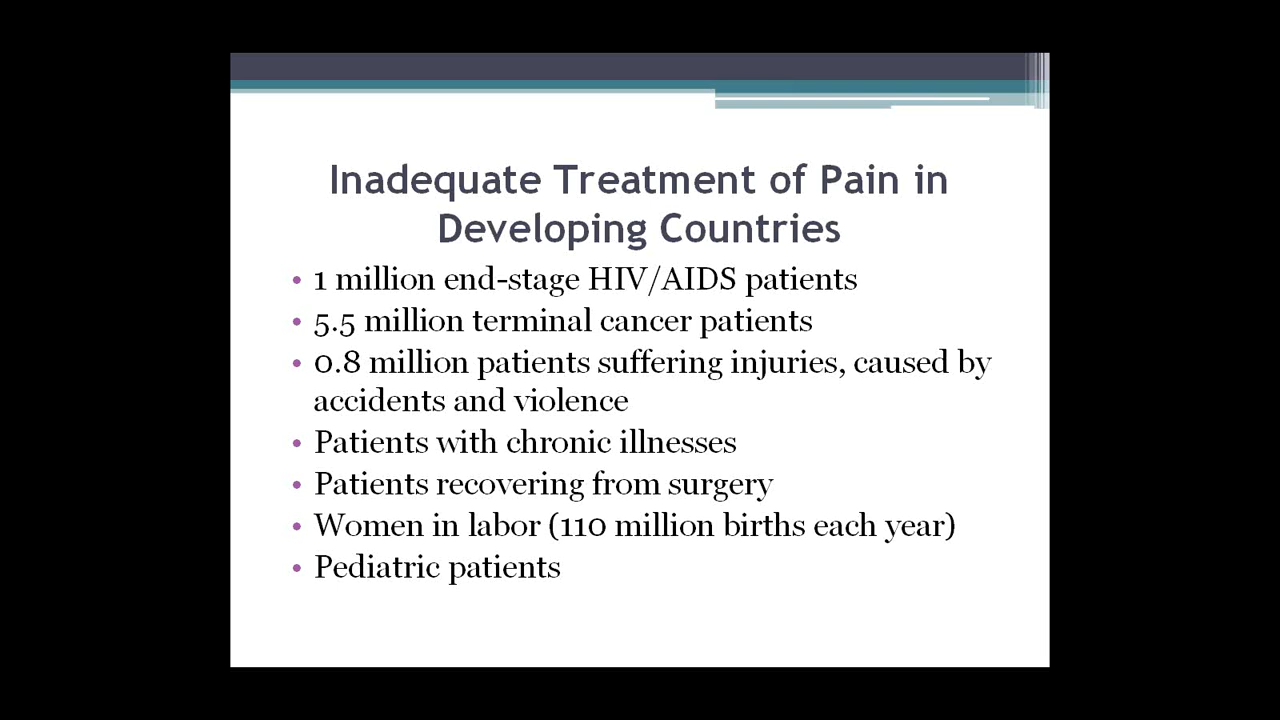 Inadequate Treatment of Pain in
Developing Countries
• 1 million end-stage HIV/AIDS patients
• 5.5 million terminal cancer patients
• 0.8 million patients suffering injuries, caused by
accidents and violence
• Patients with chronic illnesses
• Patients recovering from surgery
• Women in labor (110 million births each year)
• Pediatric patients